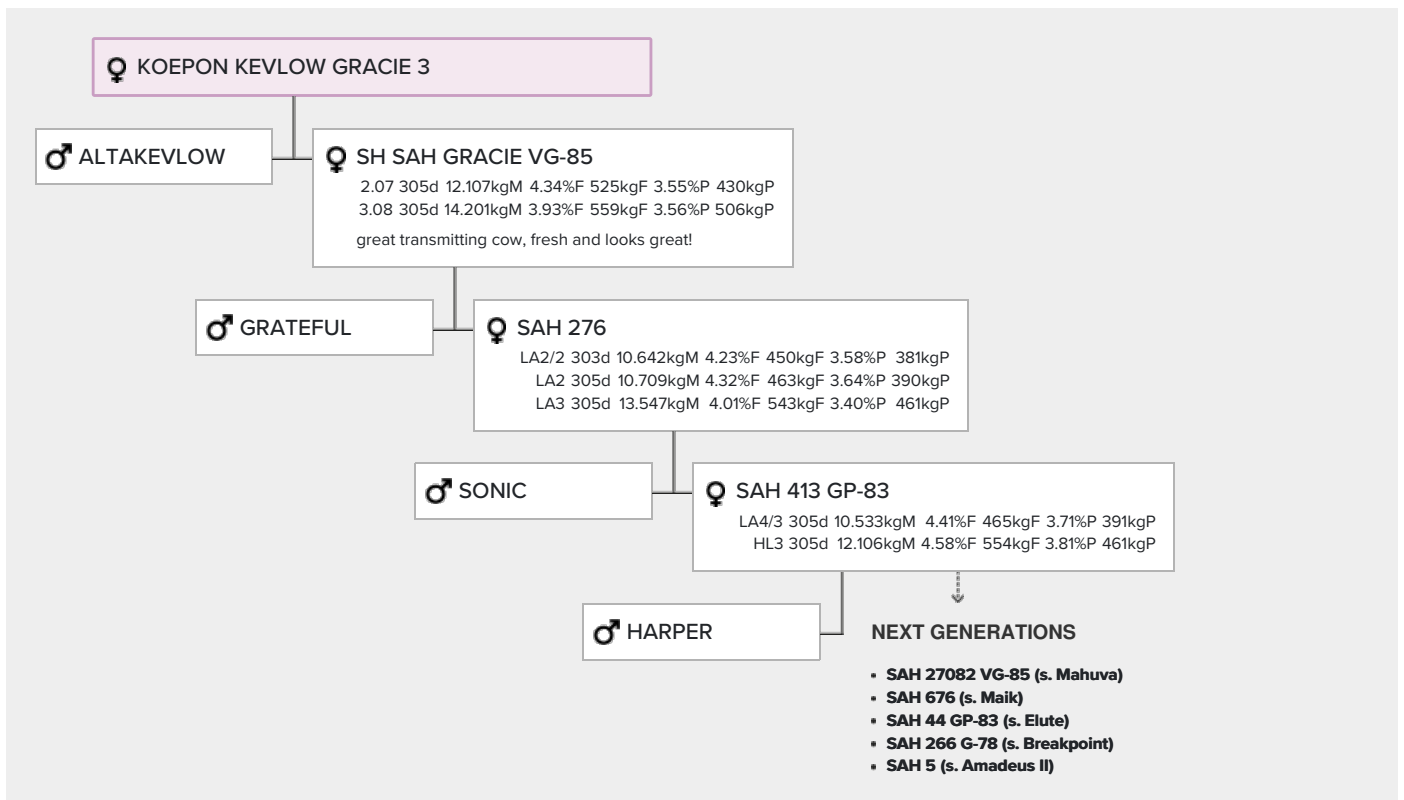 KOEPON KEVLOW GRACIE 3
ALTAKEVLOW
SH SAH GRACIE VG-85
2.07 305d 12.107kgM 4.34%F 525kgF 3.55%P 430kgP
3.08 305d 14.201kgM 3.93%F 559kgF 3.56%P 506kgP
great transmitting cow, fresh and looks great!
GRATEFUL
SAH 276
LA2/2 303d 10.642kgM 4.23%F 450kgF 3.58%P 381kgP
LA2 305d 10.709kgM 4.32%F 463kgF 3.64%P 390kgP
LA3 305d 13.547kgM 4.01%F 543kgF 3.40%P 461kgP
SONIC
SAH 413 GP-83
LA4/3 305d 10.533kgM 4.41%F 465kgF 3.71%P 391kgP
HL3 305d 12.106kgM 4.58%F 554kgF 3.81%P 461kgP
HARPER
NEXT GENERATIONS
• SAH 27082 VG-85 (s. Mahuva)
• SAH 676 (s. Maik)
• SAH 44 GP-83 (s. Elute)
• SAH 266 G-78 (s. Breakpoint)
• SAH 5 (s. Amadeus II)